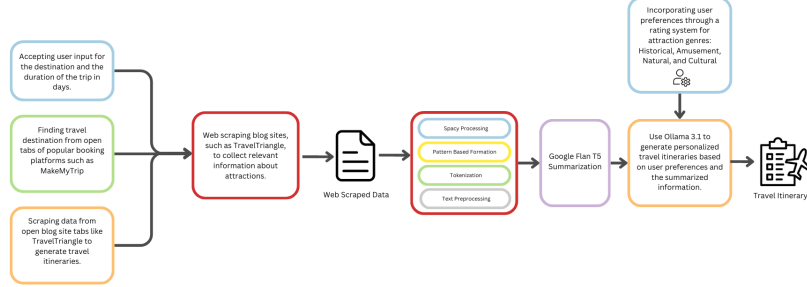 Accepting user input for
the destination and the
duration of the trip in
days.
Finding travel
destination from open
tabs of popular booking
platforms such as
MakeMyTrip
Scraping data from
open blog site tabs like
TravelTriangle to
generate travel
itineraries.
Web scraping blog sites,
such as TravelTriangle,
to collect relevant
information about
attractions.
Web Scraped Data
Spacy Processing
Pattern Based Formation
Tokenization
Text Preprocessing
Google Flan T5
Summarization
Incorporating user
preferences through a
rating system for
attraction genres:
Historical, Amusement,
Natural, and Cultural
Use Ollama 3.1 to
generate personalized
travel itineraries based
on user preferences and
the summarized
information.
Travel Itinerary